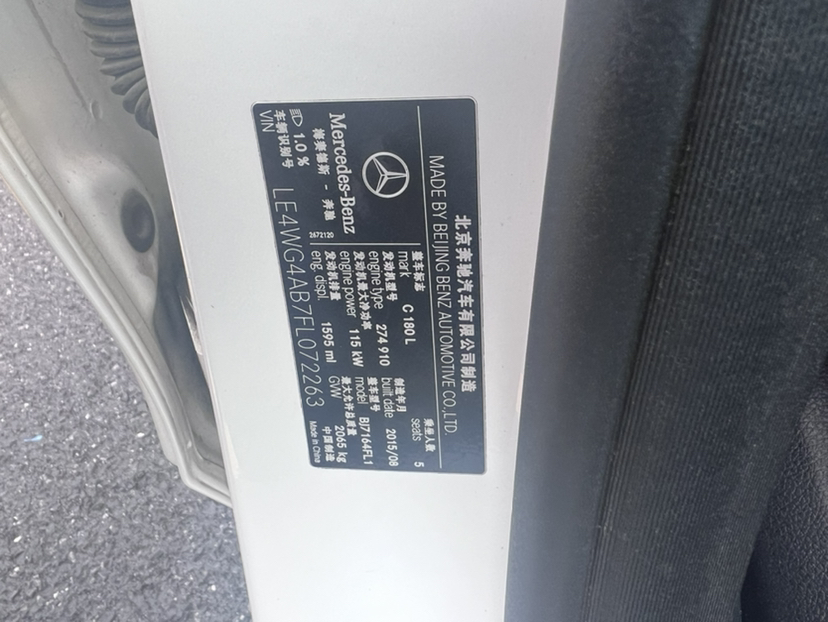 北京奔驰汽车有限公司制造
MADE BY BEIJING BENZ AUTOMOTIVE CO.,LTD.
Mercedes-Benz
梅赛德斯 - 奔驰
1.0 %
2672120
整车标志
mark C 180 L
乘坐人数
seats 5
发动机型号
engine type 274 910
制造年月
built date 2015/08
发动机最大净功率
engine power 115 kW
整车型号
model BJ7164FL1
发动机排量
eng. displ. 1595 ml
最大允许总质量
GVW 2065 kg
车辆识别号
VIN LE4WG4AB7FL072263
中国制造
Made in China